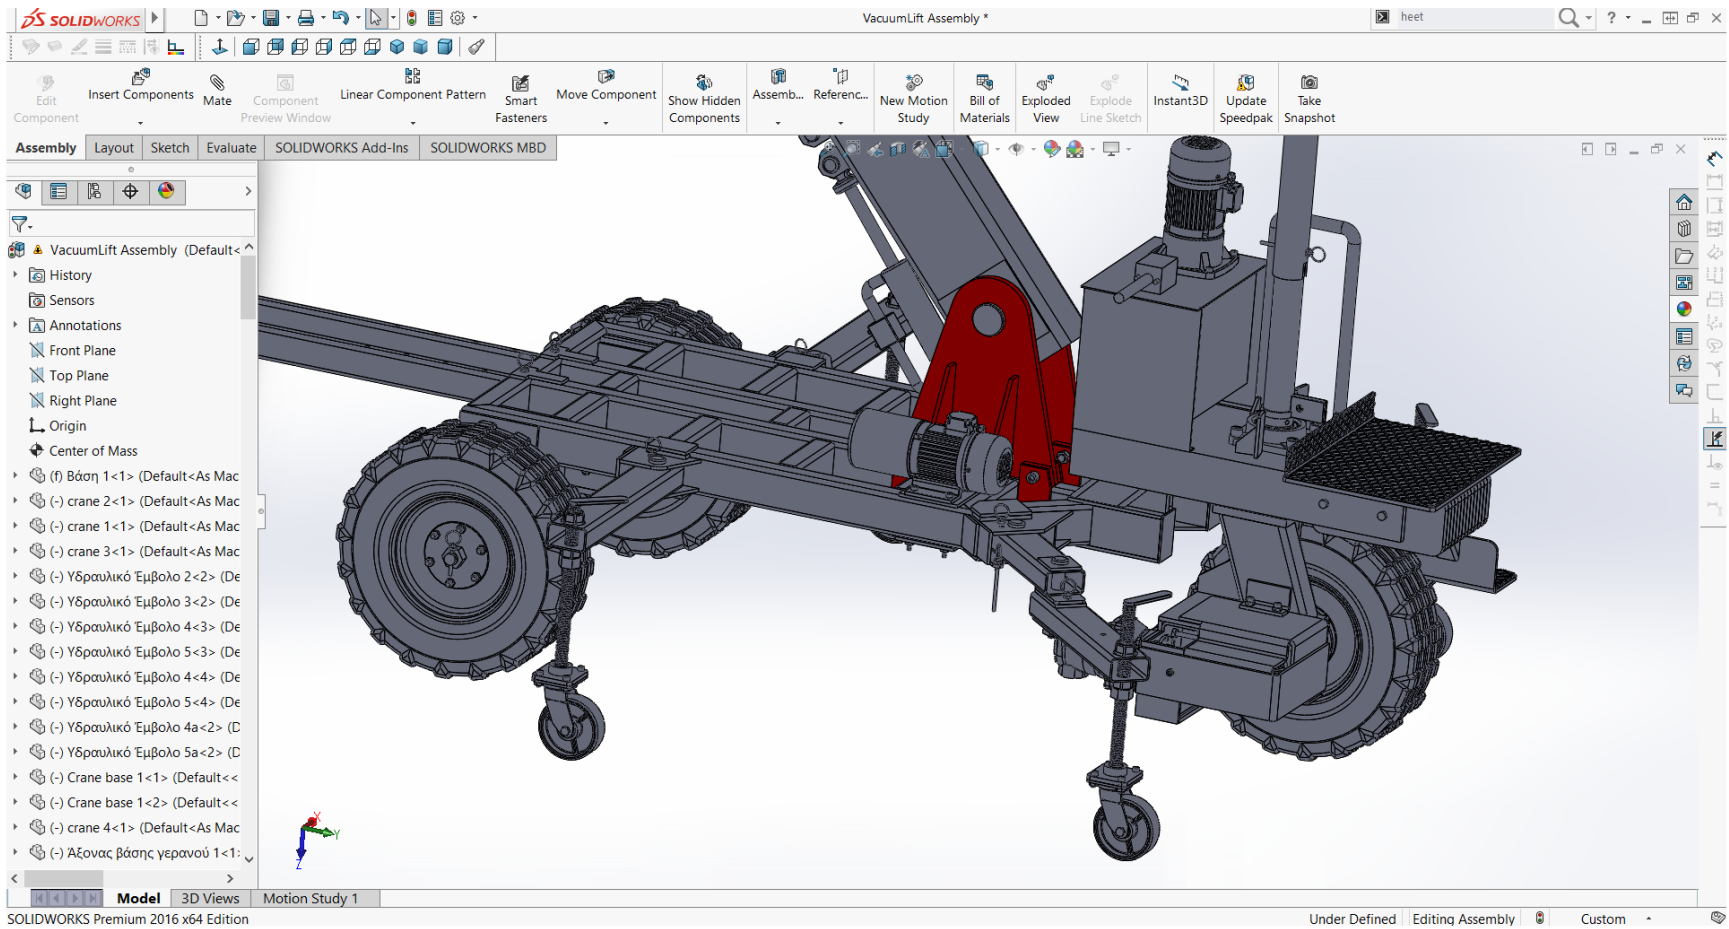 SOLIDWORKS
VacuumLift Assembly *
heet
?
Edit Component
Insert Components
Mate
Component Preview Window
Linear Component Pattern
Smart Fasteners
Move Component
Show Hidden Components
Assemb...
Referenc...
New Motion Study
Bill of Materials
Exploded View
Explode Line Sketch
Instant3D
Update Speedpak
Take Snapshot
Assembly Layout Sketch Evaluate SOLIDWORKS Add-Ins SOLIDWORKS MBD
VacuumLift Assembly (Default<
History
Sensors
Annotations
Front Plane
Top Plane
Right Plane
Origin
Center of Mass
(f) Βάση 1<1> (Default<As Mac
(-) crane 2<1> (Default<As Mac
(-) crane 1<1> (Default<As Mac
(-) crane 3<1> (Default<As Mac
(-) Υδραυλικό Έμβολο 2<2> (De
(-) Υδραυλικό Έμβολο 3<2> (De
(-) Υδραυλικό Έμβολο 4<3> (De
(-) Υδραυλικό Έμβολο 5<3> (De
(-) Υδραυλικό Έμβολο 4<4> (De
(-) Υδραυλικό Έμβολο 5<4> (De
(-) Υδραυλικό Έμβολο 4a<2> (D
(-) Υδραυλικό Έμβολο 5a<2> (D
(-) Crane base 1<1> (Default<<
(-) Crane base 1<2> (Default<<
(-) crane 4<1> (Default<As Mac
(-) Άξονας βάσης γερανού 1<1>
X
Y
Z
Model 3D Views Motion Study 1
SOLIDWORKS Premium 2016 x64 Edition
Under Defined Editing Assembly Custom